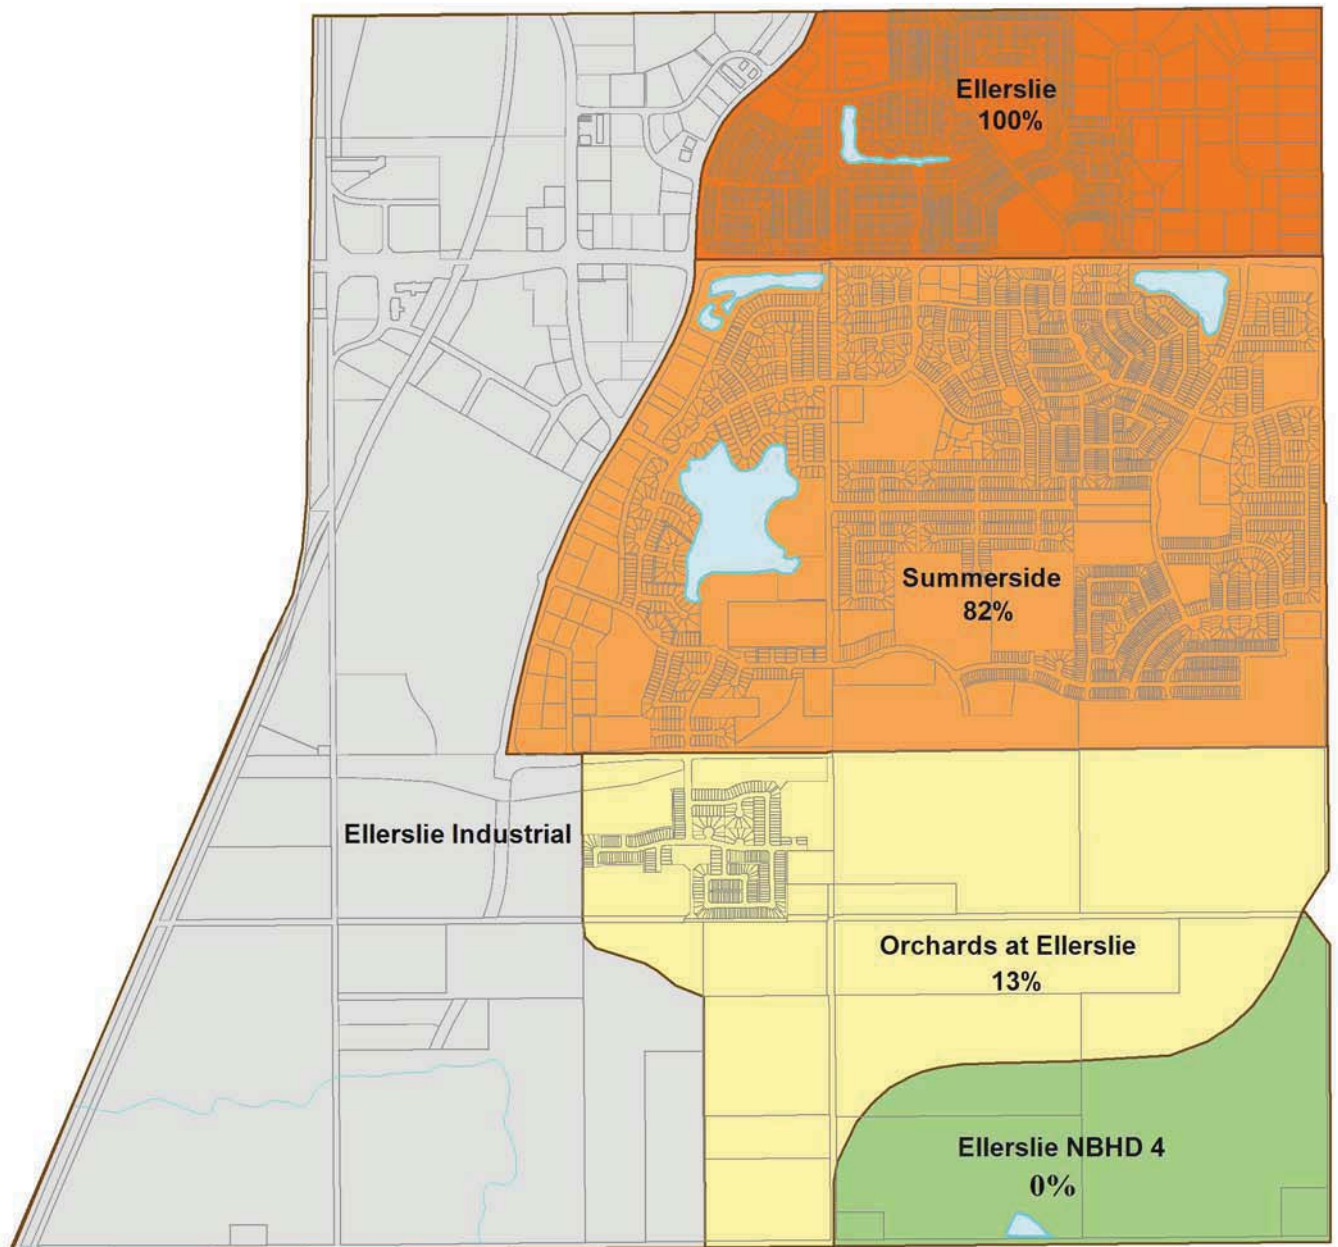 Ellerslie
100%
Summerside
82%
Ellerslie Industrial
Orchards at Ellerslie
13%
Ellerslie NBHD 4
0%